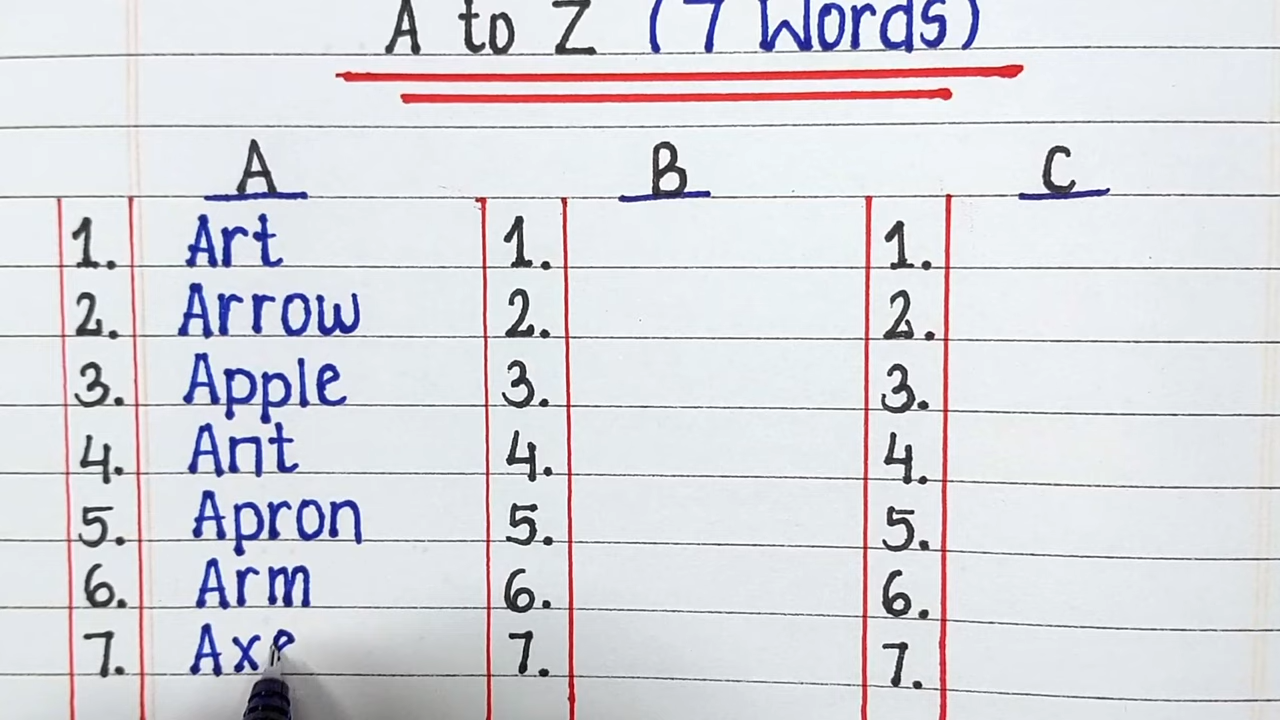 A to Z (7 Words)
A B C
1. Art 1. 1.
2. Arrow 2. 2.
3. Apple 3. 3.
4. Ant 4. 4.
5. Apron 5. 5.
6. Arm 6. 6.
7. Axe 7. 7.